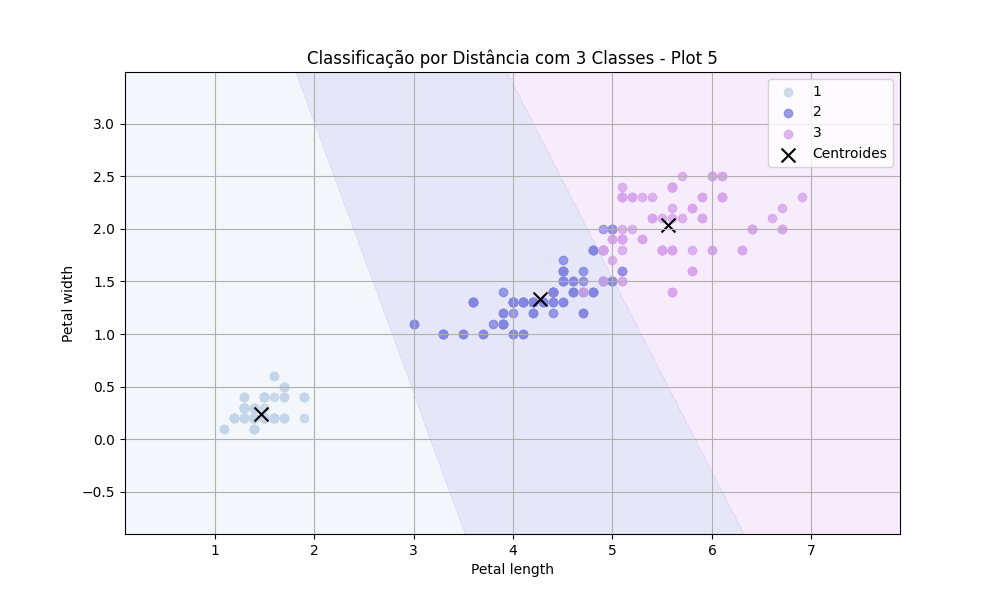 Classificação por Distância com 3 Classes - Plot 5
1
2
3
Centroides
3.0
2.5
2.0
1.5
1.0
0.5
0.0
−0.5
Petal width
1 2 3 4 5 6 7
Petal length